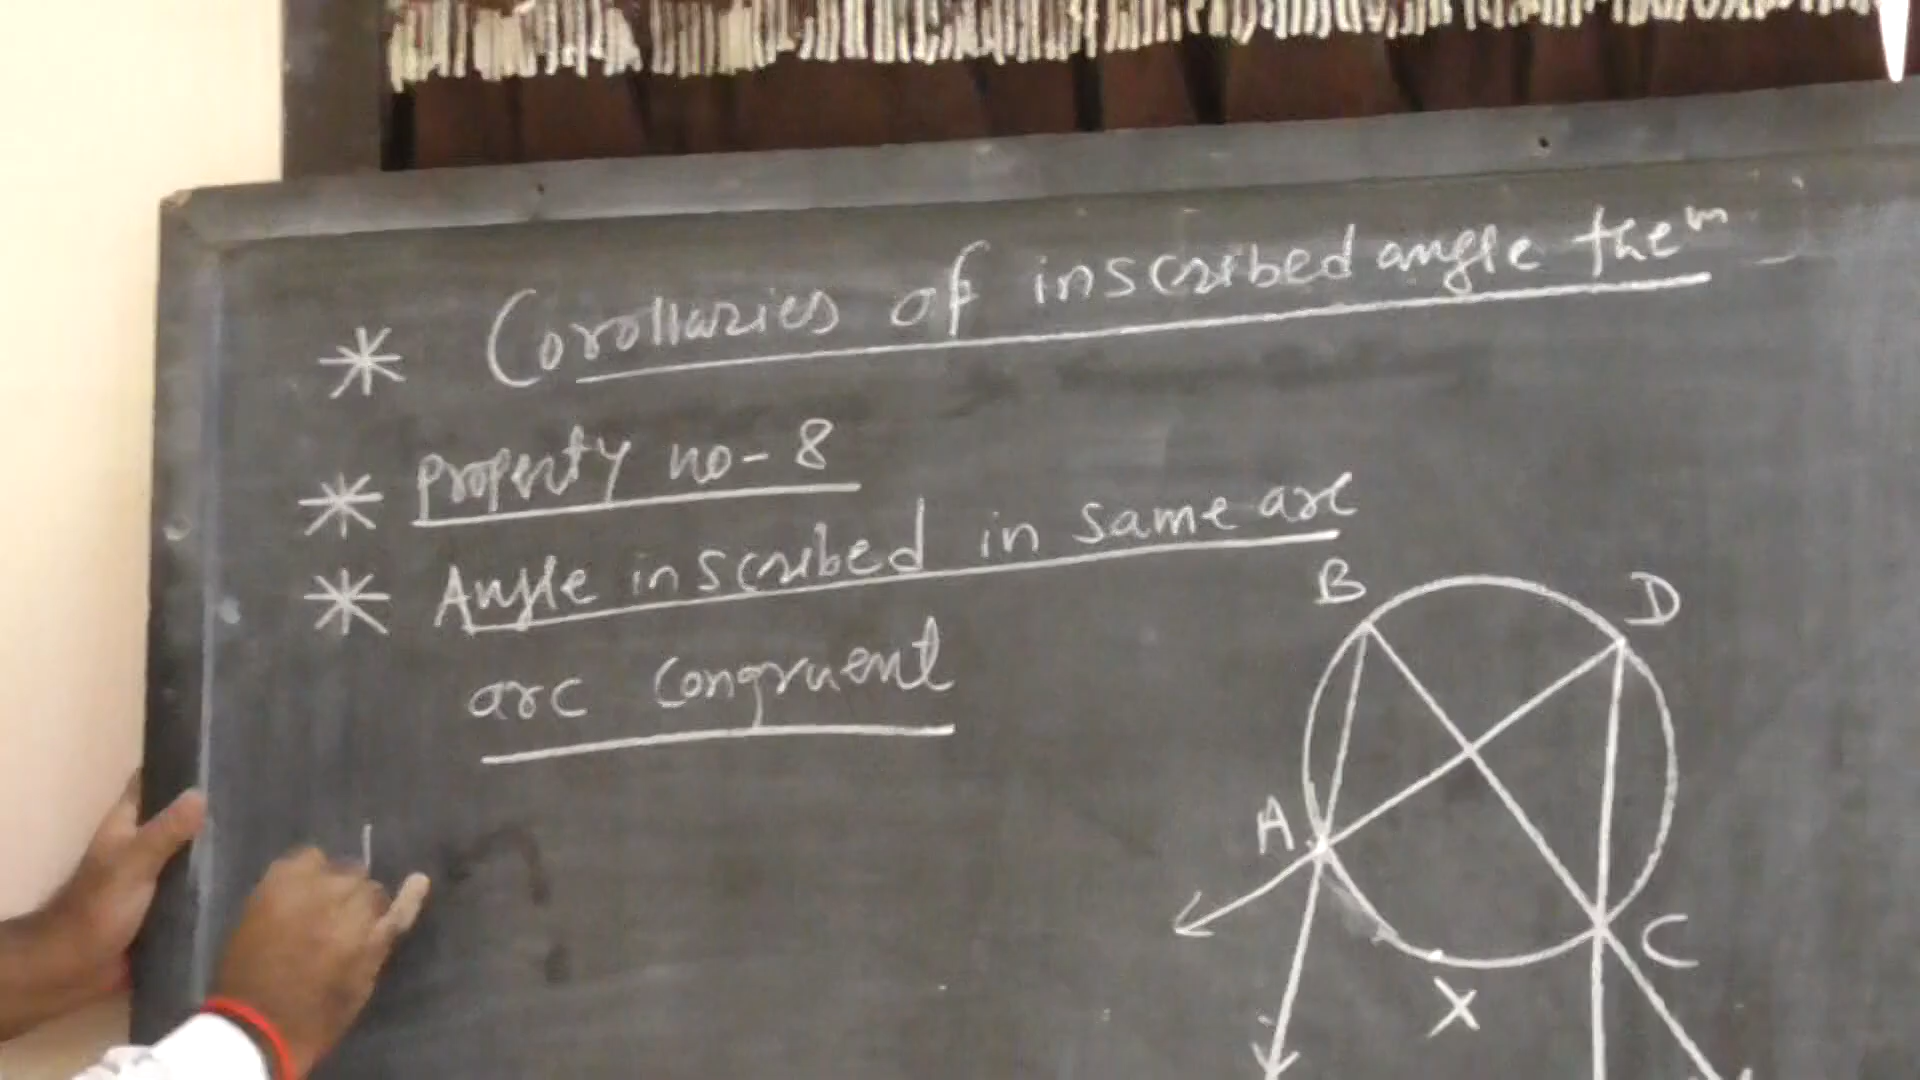 * Corollaries of inscribed angle theᵐ
* property no-8
* Angle inscribed in same arc
arc congruent
B
D
A
C
X